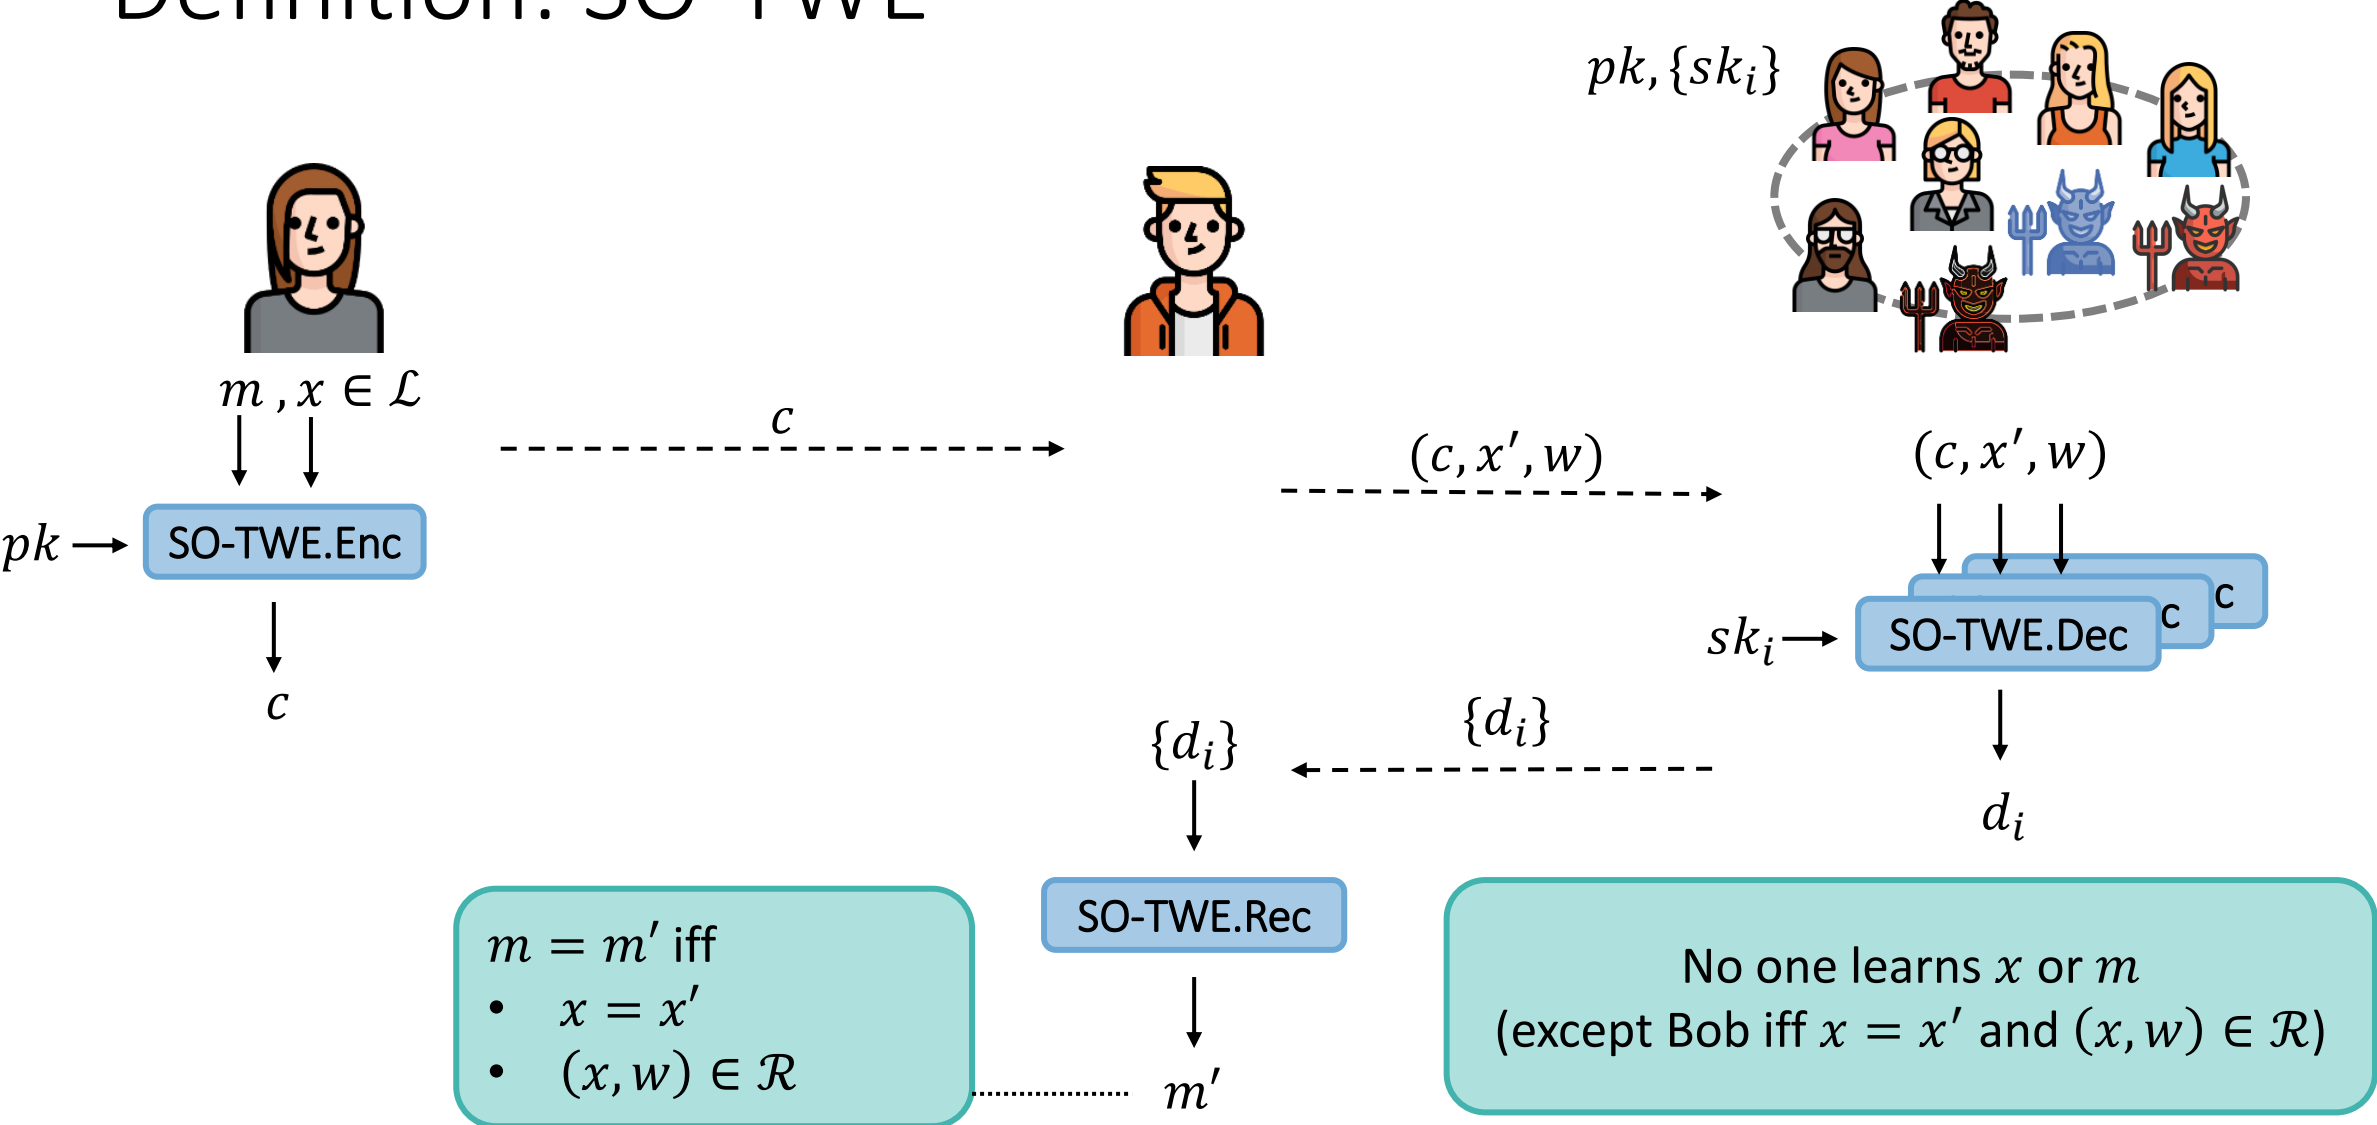 Definition: SO-TWE
pk, {sk_i}
m , x ∈ ℒ
c
(c, x′, w)
(c, x′, w)
pk
SO-TWE.Enc
c
c
sk_i
SO-TWE.Dec
c
{d_i}
{d_i}
d_i
SO-TWE.Rec
m = m′ iff
• x = x′
• (x, w) ∈ ℛ
m′
No one learns x or m
(except Bob iff x = x′ and (x, w) ∈ ℛ)